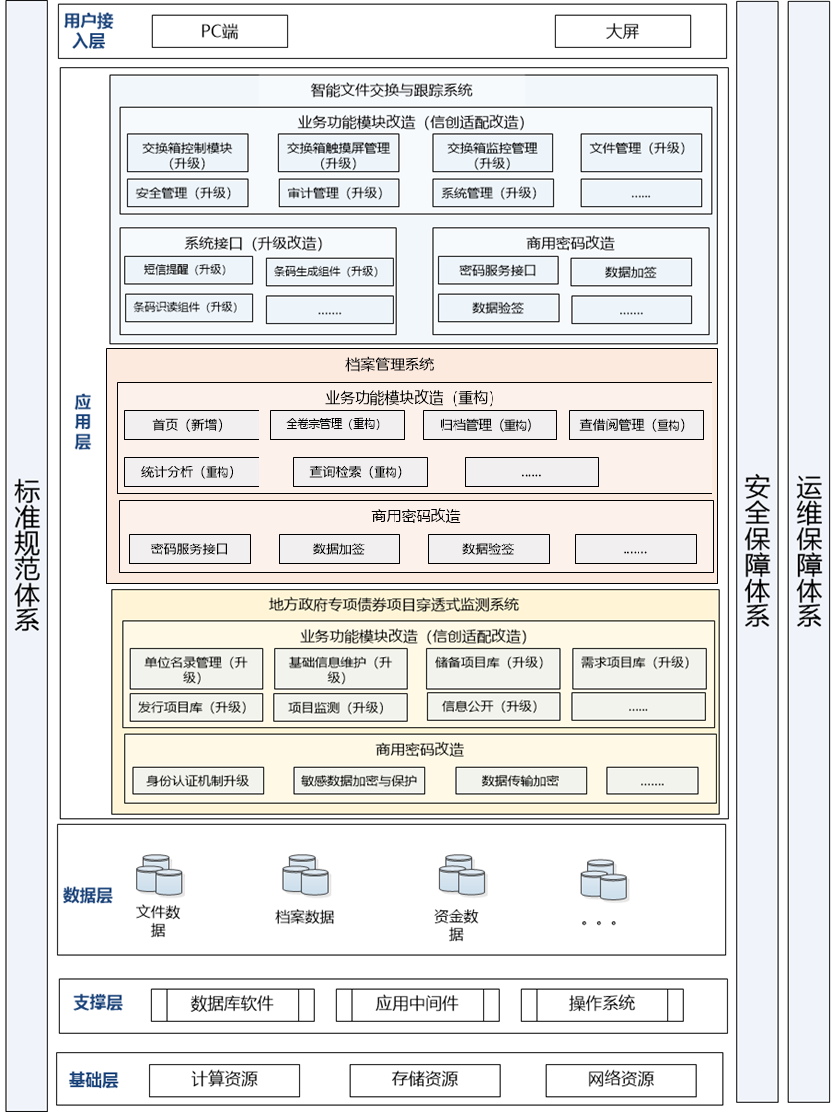 用户接
入层
PC端
大屏
智能文件交换与跟踪系统
业务功能模块改造（信创适配改造）
交换箱控制模块
（升级）
交换箱触摸屏管理
（升级）
交换箱监控管理
（升级）
文件管理（升级）
安全管理（升级）
审计管理（升级）
系统管理（升级）
......
系统接口（升级改造）
短信提醒（升级）
条码生成组件（升级）
条码识读组件（升级）
.......
商用密码改造
密码服务接口
数据加签
数据验签
.......
应用层
档案管理系统
业务功能模块改造（重构）
首页（新增）
全卷宗管理（重构）
归档管理（重构）
查借阅管理（重构）
统计分析（重构）
查询检索（重构）
......
商用密码改造
密码服务接口
数据加签
数据验签
.......
地方政府专项债券项目穿透式监测系统
业务功能模块改造（信创适配改造）
单位名录管理（升
级）
基础信息维护（升
级）
储备项目库（升级）
需求项目库（升级）
发行项目库（升级）
项目监测（升级）
信息公开（升级）
......
商用密码改造
身份认证机制升级
敏感数据加密与保护
数据传输加密
.......
数据层
文件数
据
档案数据
资金数
据
。。。
支撑层
数据库软件
应用中间件
操作系统
基础层
计算资源
存储资源
网络资源
标准规范体系
安全保障体系
运维保障体系